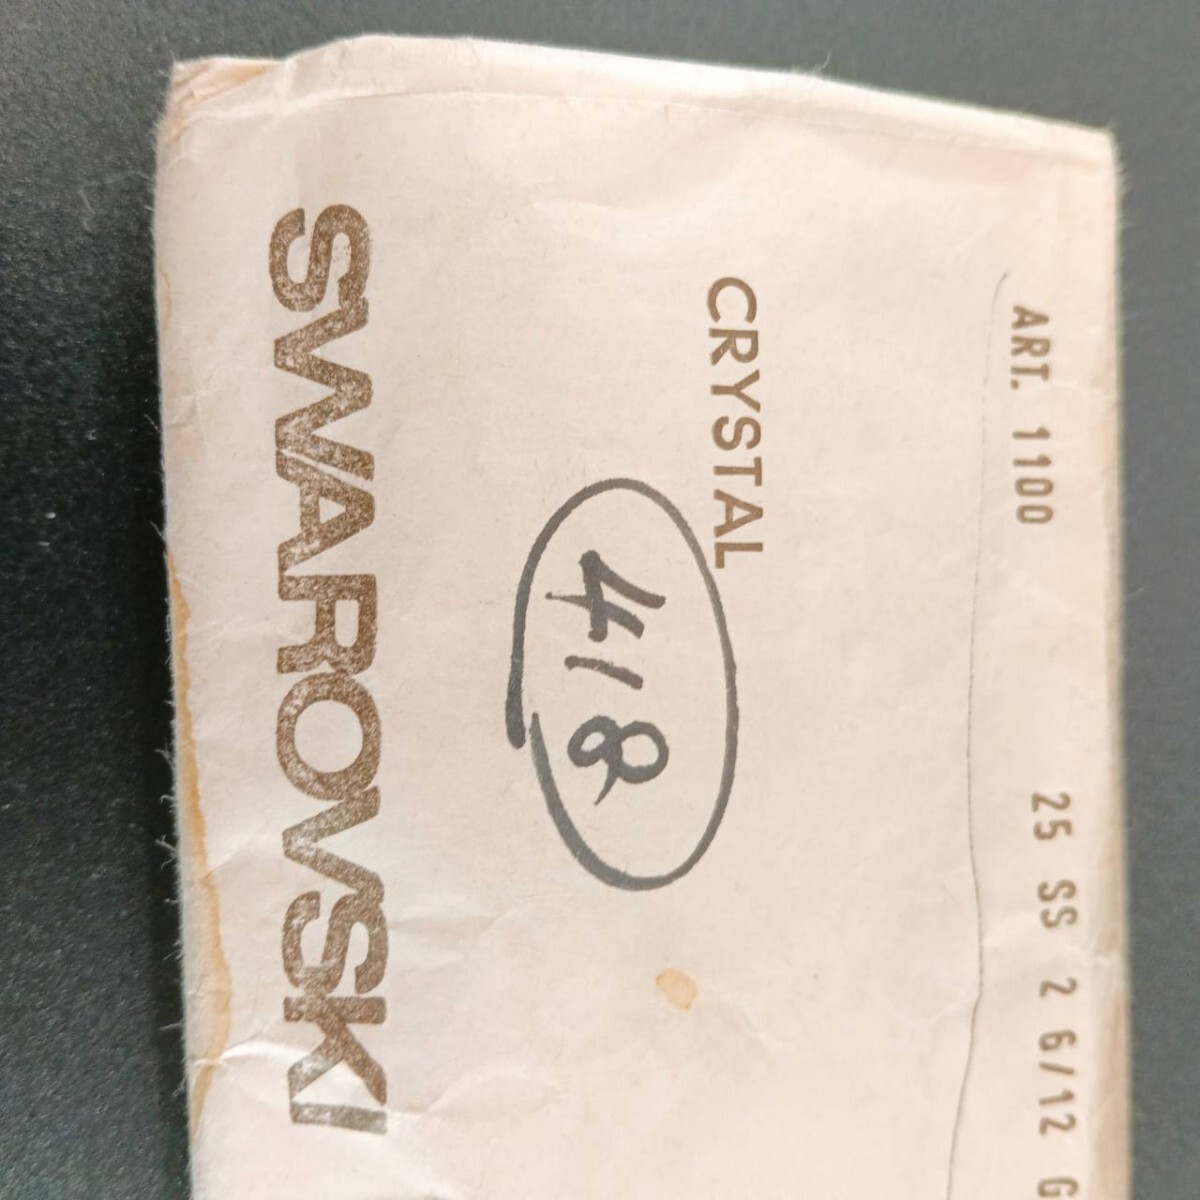 ART. 1100 25 SS 2 6/12 G
CRYSTAL
418
SWAROVSKI